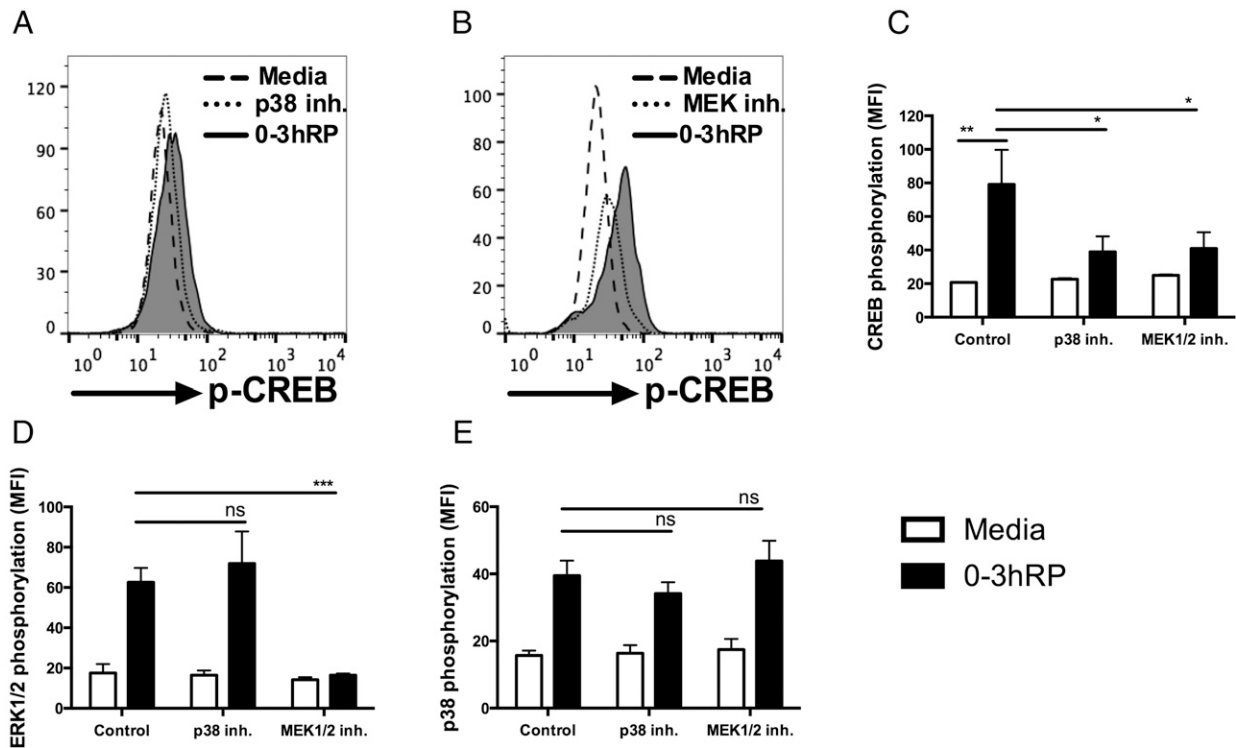 A
Media
p38 inh.
0-3hRP
120
90
60
30
0
10^0 10^1 10^2 10^3 10^4
p-CREB
B
Media
MEK inh.
0-3hRP
100
80
60
40
20
0
10^0 10^1 10^2 10^3 10^4
p-CREB
C
CREB phosphorylation (MFI)
120
100
80
60
40
20
0
** * *
Control p38 inh. MEK1/2 inh.
D
ERK1/2 phosphorylation (MFI)
100
80
60
40
20
0
***
ns
Control p38 inh. MEK1/2 inh.
E
p38 phosphorylation (MFI)
60
40
20
0
ns
ns
Control p38 inh. MEK1/2 inh.
Media
0-3hRP